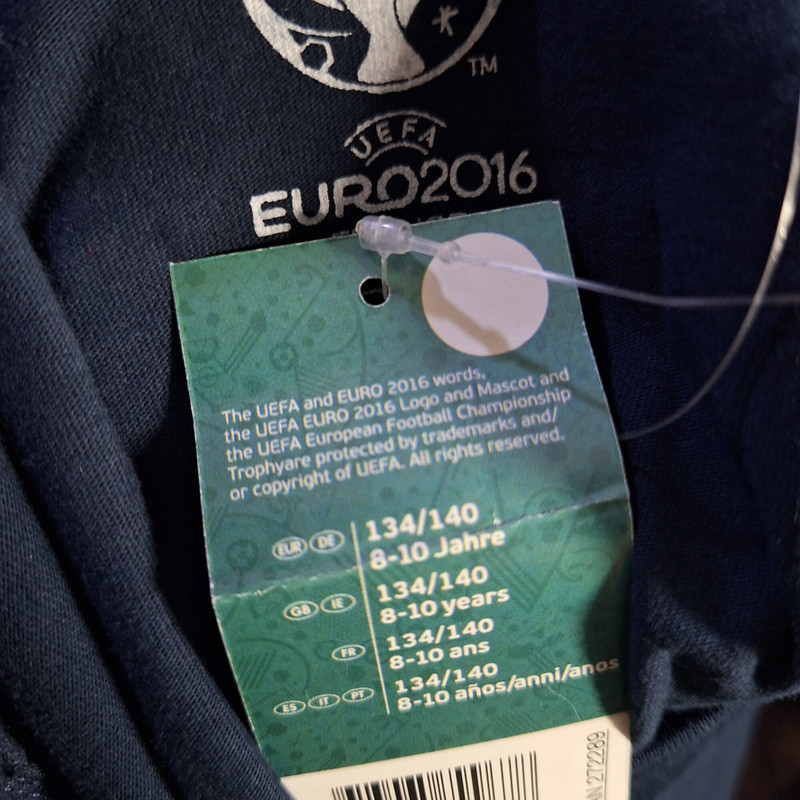 TM
UEFA
EURO2016
The UEFA and EURO 2016 words,
the UEFA EURO 2016 Logo and Mascot and
the UEFA European Football Championship
Trophyare protected by trademarks and/
or copyright of UEFA. All rights reserved.
EUR DE 134/140
8-10 Jahre
GB IE 134/140
8-10 years
FR 134/140
8-10 ans
ES IT PT 134/140
8-10 años/anni/anos
272289